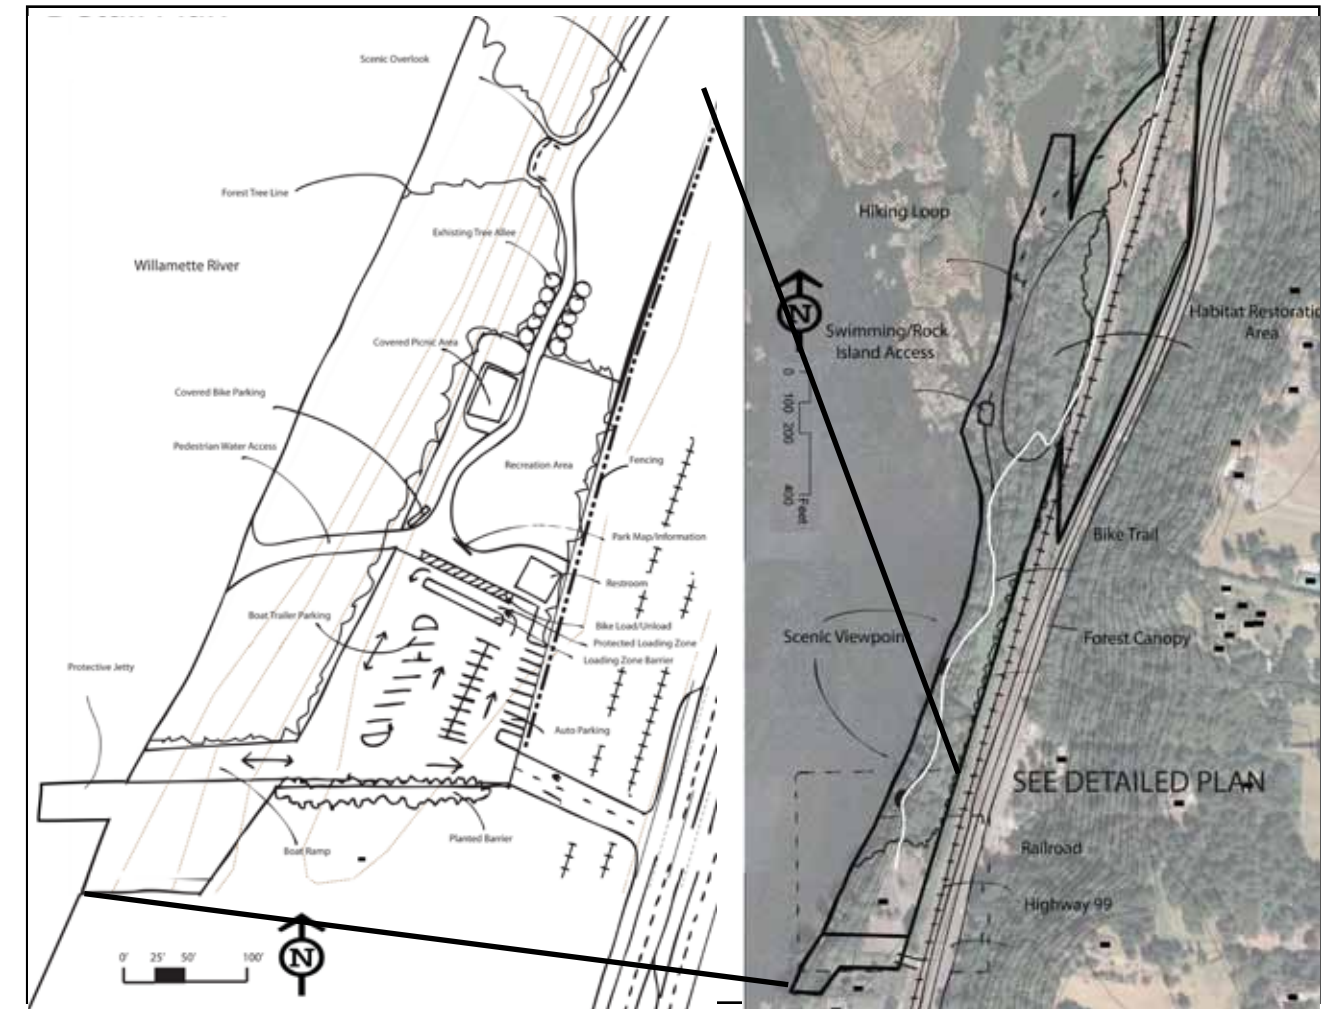 Scenic Overlook
Forest Tree Line
Exhisting Tree Allee
Willamette River
Covered Picnic Area
Covered Bike Parking
Pedestrian Water Access
Recreation Area
Fencing
Park Map/Information
Restroom
Boat Trailer Parking
Bike Load/Unload
Protected Loading Zone
Loading Zone Barrier
Protective Jetty
Auto Parking
Planted Barrier
Boat Ramp
N
0' 25' 50' 100'
Hiking Loop
N
Swimming/Rock
Island Access
Habitat Restoratio
Area
0 100 200 400
Feet
Bike Trail
Scenic Viewpoint
Forest Canopy
SEE DETAILED PLAN
Railroad
Highway 99